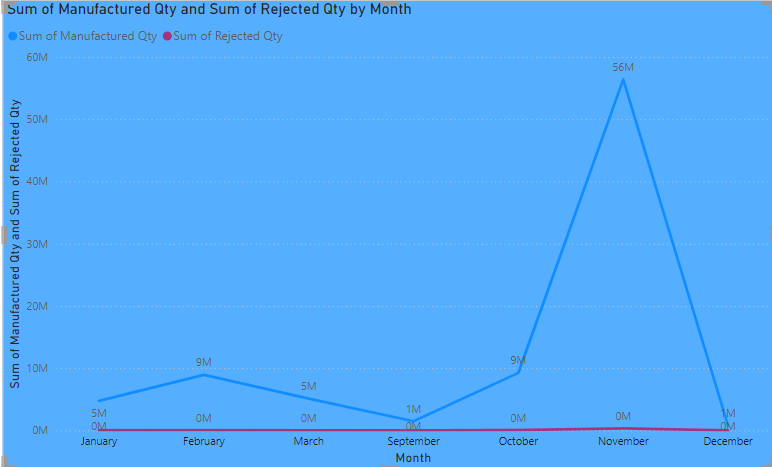 Sum of Manufactured Qty and Sum of Rejected Qty by Month
Sum of Manufactured Qty Sum of Rejected Qty
Sum of Manufactured Qty and Sum of Rejected Qty
60M
50M
40M
30M
20M
10M
0M
56M
9M
9M
5M
5M
1M
1M
0M
0M
0M
0M
0M
0M
0M
January February March September October November December
Month